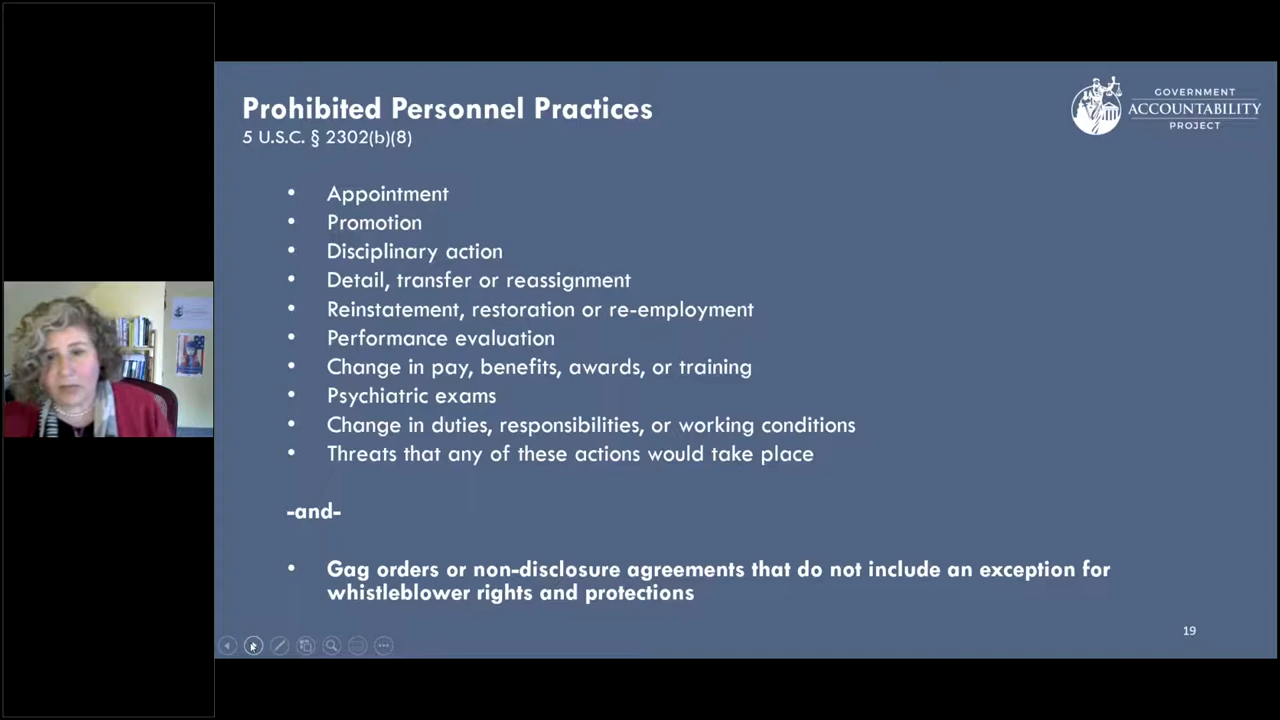 Prohibited Personnel Practices
5 U.S.C. § 2302(b)(8)
GOVERNMENT
ACCOUNTABILITY
PROJECT
• Appointment
• Promotion
• Disciplinary action
• Detail, transfer or reassignment
• Reinstatement, restoration or re-employment
• Performance evaluation
• Change in pay, benefits, awards, or training
• Psychiatric exams
• Change in duties, responsibilities, or working conditions
• Threats that any of these actions would take place
-and-
• Gag orders or non-disclosure agreements that do not include an exception for
whistleblower rights and protections
19